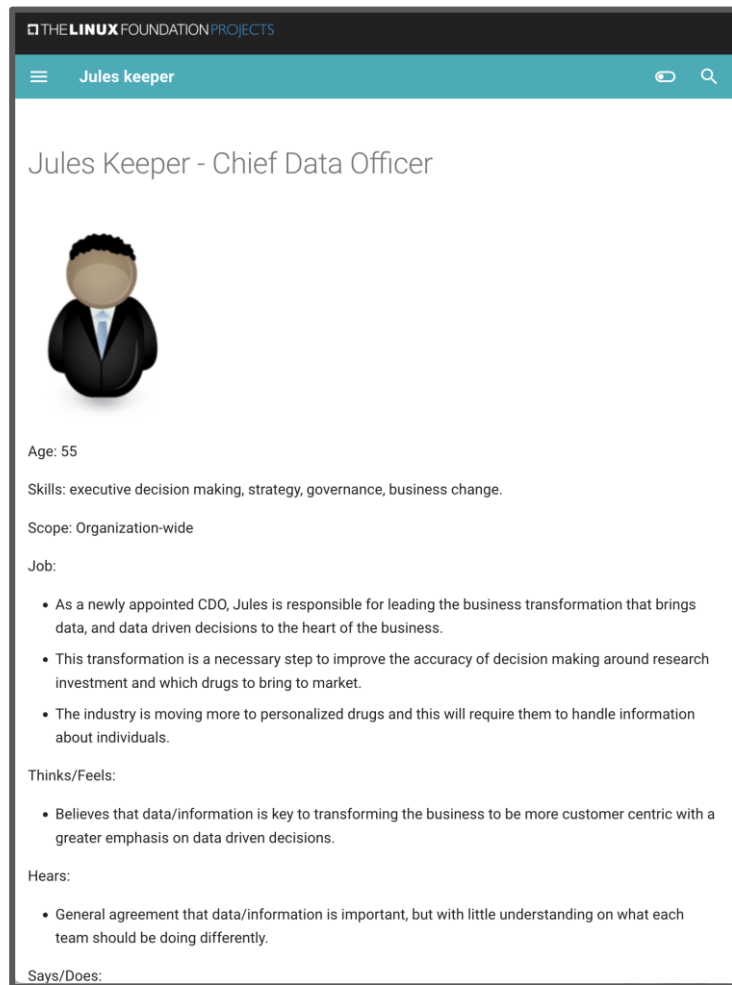 THE LINUX FOUNDATION PROJECTS
Jules keeper
Jules Keeper - Chief Data Officer
Age: 55
Skills: executive decision making, strategy, governance, business change.
Scope: Organization-wide
Job:
• As a newly appointed CDO, Jules is responsible for leading the business transformation that brings
data, and data driven decisions to the heart of the business.
• This transformation is a necessary step to improve the accuracy of decision making around research
investment and which drugs to bring to market.
• The industry is moving more to personalized drugs and this will require them to handle information
about individuals.
Thinks/Feels:
• Believes that data/information is key to transforming the business to be more customer centric with a
greater emphasis on data driven decisions.
Hears:
• General agreement that data/information is important, but with little understanding on what each
team should be doing differently.
Says/Does: